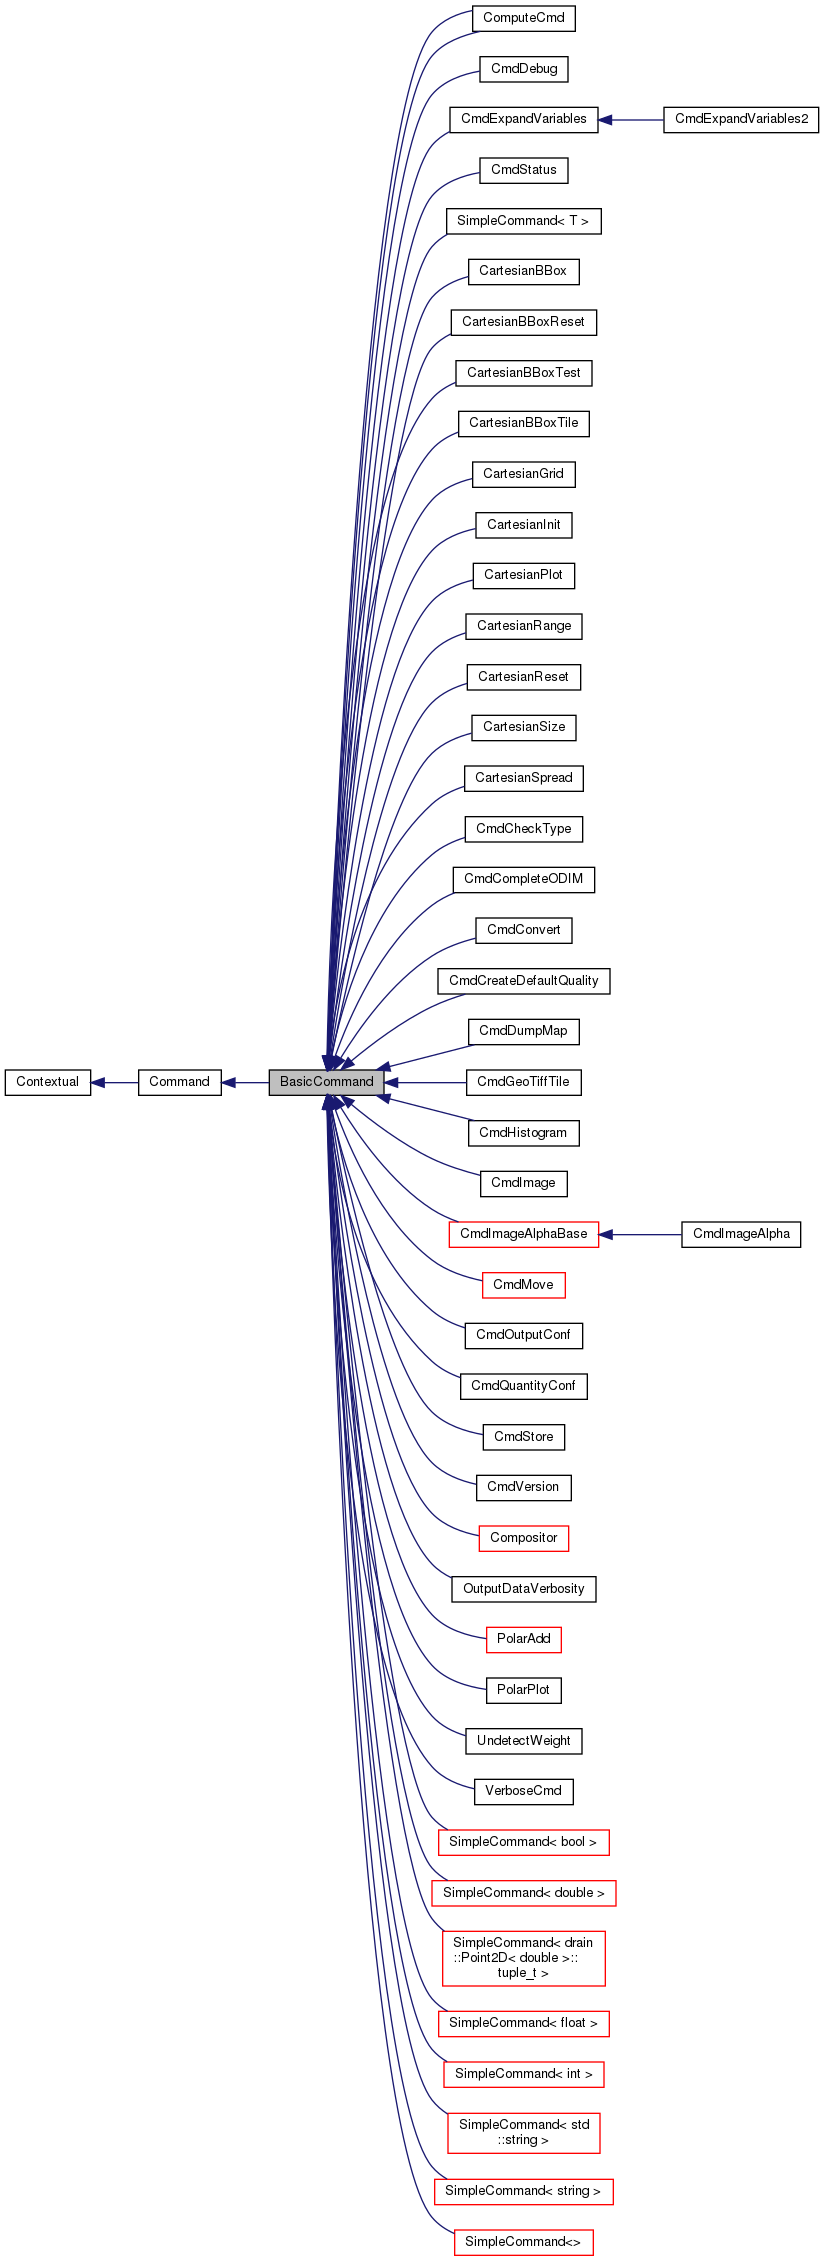 ComputeCmd
CmdDebug
CmdExpandVariables
CmdExpandVariables2
CmdStatus
SimpleCommand< T >
CartesianBBox
CartesianBBoxReset
CartesianBBoxTest
CartesianBBoxTile
CartesianGrid
CartesianInit
CartesianPlot
CartesianRange
CartesianReset
CartesianSize
CartesianSpread
CmdCheckType
CmdCompleteODIM
CmdConvert
CmdCreateDefaultQuality
CmdDumpMap
Contextual
Command
BasicCommand
CmdGeoTiffTile
CmdHistogram
CmdImage
CmdImageAlphaBase
CmdImageAlpha
CmdMove
CmdOutputConf
CmdQuantityConf
CmdStore
CmdVersion
Compositor
OutputDataVerbosity
PolarAdd
PolarPlot
UndetectWeight
VerboseCmd
SimpleCommand< bool >
SimpleCommand< double >
SimpleCommand< drain
::Point2D< double >::
tuple_t >
SimpleCommand< float >
SimpleCommand< int >
SimpleCommand< std
::string >
SimpleCommand< string >
SimpleCommand<>